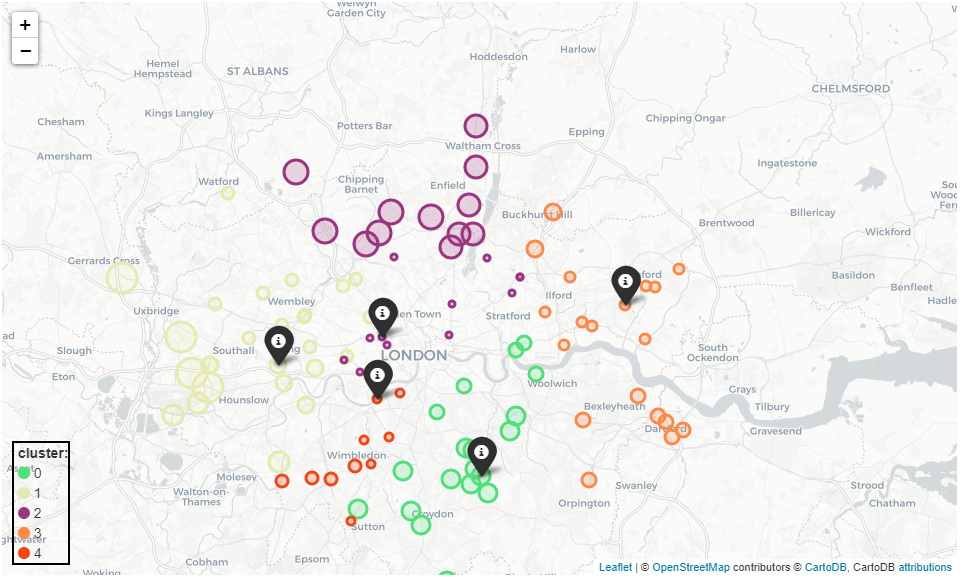 +
−
Welwyn
Garden City
Hoddesdon
Harlow
Hemel
Hempstead
ST ALBANS
CHELMSFORD
Kings Langley
Chesham
Potters Bar
Chipping Ongar
Epping
Waltham Cross
Amersham
Ingatestone
Watford
Chipping
Barnet
Enfield
Buckhurst Hill
Brentwood
Billericay
Wickford
Gerrards Cross
Basildon
Benfleet
Uxbridge
Wembley
Ilford
Stratford
LONDON
Slough
Southall
South
Ockendon
Eton
Woolwich
Grays
Hounslow
Bexleyheath
Tilbury
Dartford
Gravesend
Wimbledon
Molesey
Walton-on-
Thames
Swanley
Strood
Orpington
Chatham
Croydon
Sutton
Epsom
Cobham
Woking
cluster:
0
1
2
3
4
Leaflet | © OpenStreetMap contributors © CartoDB, CartoDB attributions